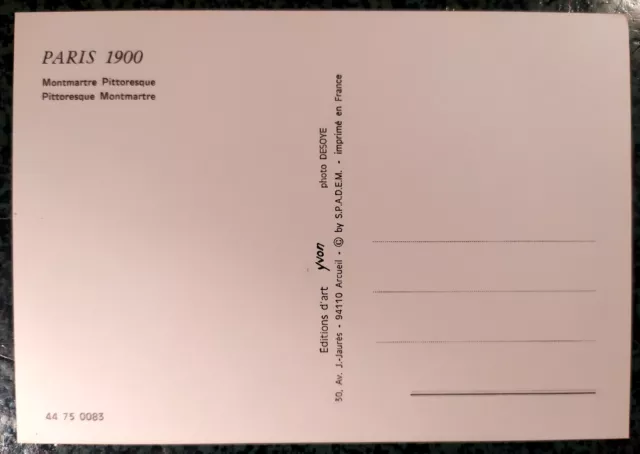 PARIS 1900
Montmartre Pittoresque
Pittoresque Montmartre
Editions d'art yvon photo DESOYE
30, Av. J.-Jaurès - 94110 Arcueil - © by S.P.A.D.E.M. - imprimé en France
44 75 0083